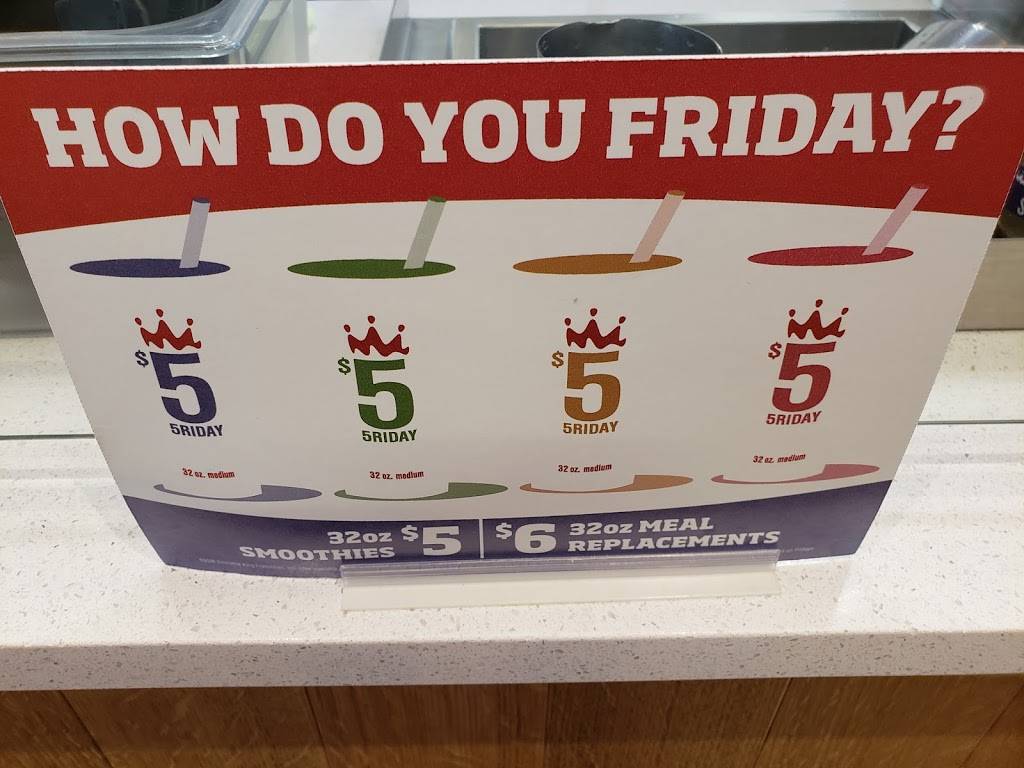 HOW DO YOU FRIDAY?
$5
5RIDAY
32 oz. medium
$5
5RIDAY
32 oz. medium
$5
5RIDAY
32 oz. medium
$5
5RIDAY
32 oz. medium
32oz SMOOTHIES $5
$6 32oz MEAL REPLACEMENTS